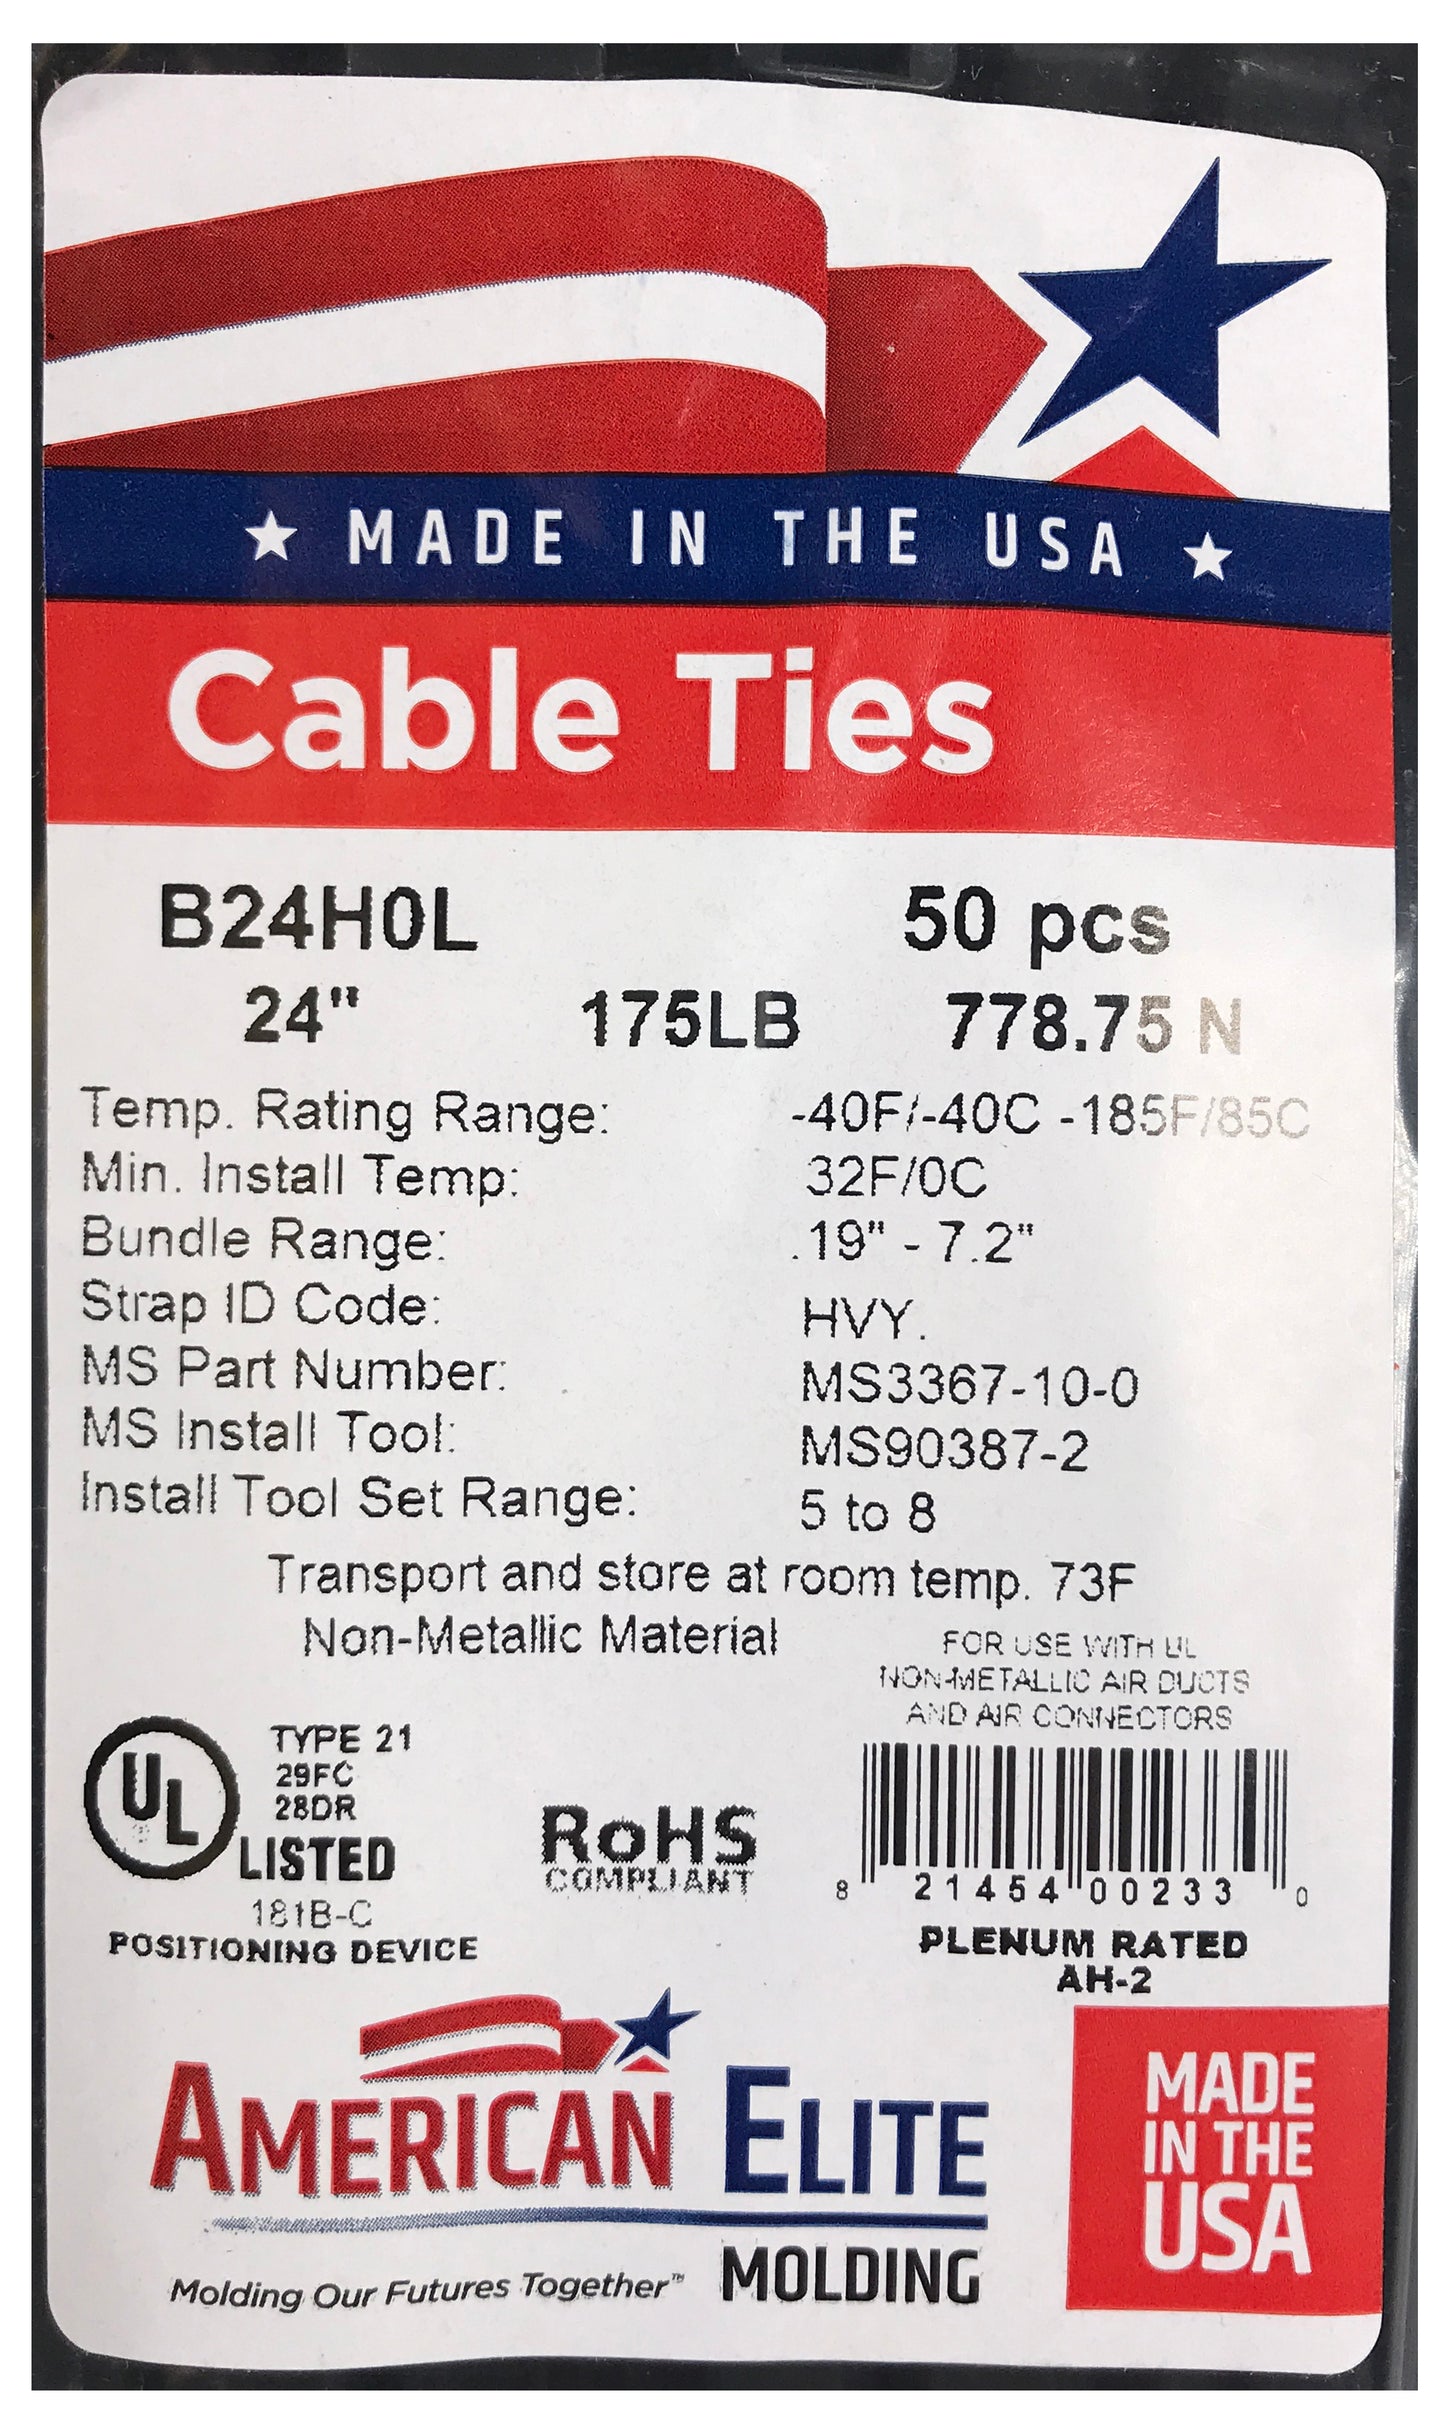 ★ MADE IN THE USA ★
Cable Ties
B24H0L 50 pcs
24" 175LB 778.75 N
Temp. Rating Range: -40F/-40C -185F/85C
Min. Install Temp: 32F/0C
Bundle Range: .19" - 7.2"
Strap ID Code: HVY.
MS Part Number: MS3367-10-0
MS Install Tool: MS90387-2
Install Tool Set Range: 5 to 8
Transport and store at room temp. 73F
Non-Metallic Material
FOR USE WITH UL
NON-METALLIC AIR DUCTS
AND AIR CONNECTORS
UL
®
TYPE 21
29FC
28DR
LISTED
181B-C
POSITIONING DEVICE
RoHS
COMPLIANT
8 21454 00233 0
PLENUM RATED
AH-2
AMERICAN ELITE
MOLDING
Molding Our Futures Together™
MADE
IN THE
USA